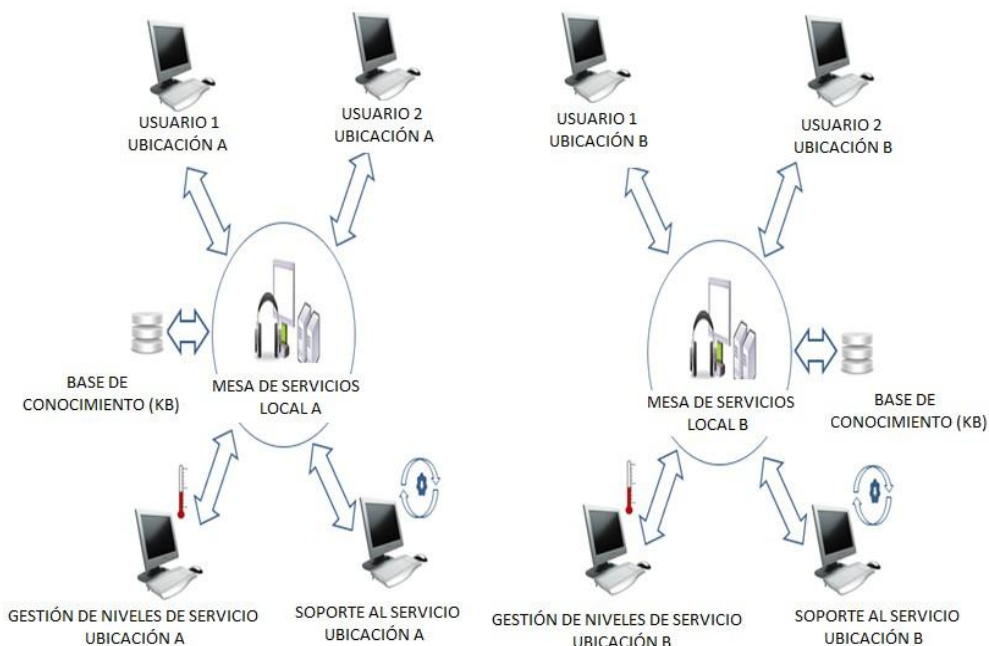 USUARIO 1
UBICACIÓN A
USUARIO 2
UBICACIÓN A
USUARIO 1
UBICACIÓN B
USUARIO 2
UBICACIÓN B
BASE DE
CONOCIMIENTO (KB)
MESA DE SERVICIOS
LOCAL A
MESA DE SERVICIOS
LOCAL B
BASE DE
CONOCIMIENTO (KB)
GESTIÓN DE NIVELES DE SERVICIO
UBICACIÓN A
SOPORTE AL SERVICIO
UBICACIÓN A
GESTIÓN DE NIVELES DE SERVICIO
UBICACIÓN B
SOPORTE AL SERVICIO
UBICACIÓN B